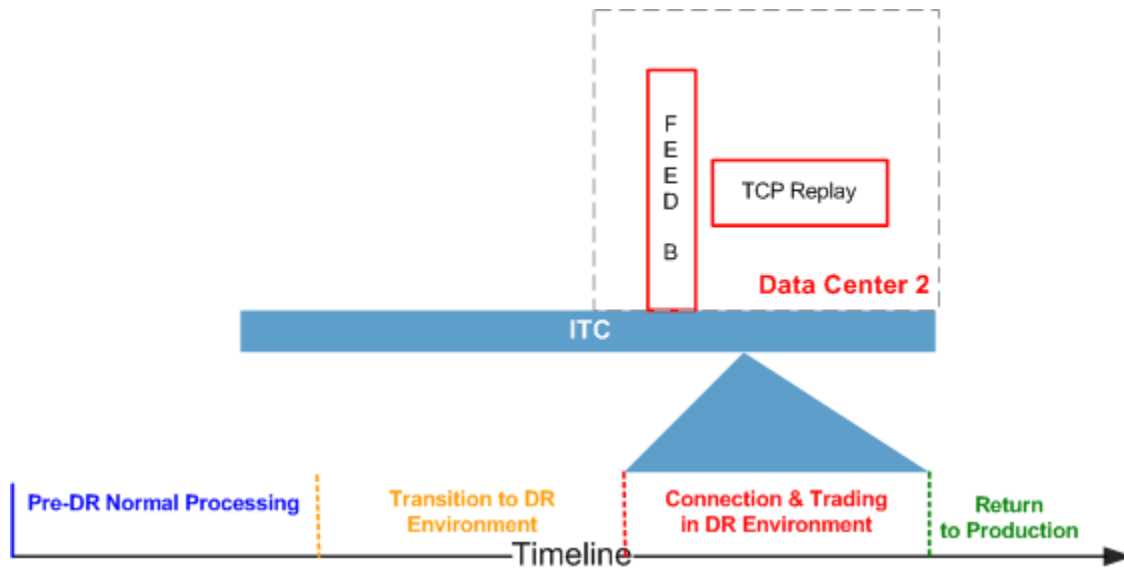 F
E
E
D
B
TCP Replay
Data Center 2
ITC
Pre-DR Normal Processing
Transition to DR
Environment
Connection & Trading
in DR Environment
Return
to Production
Timeline